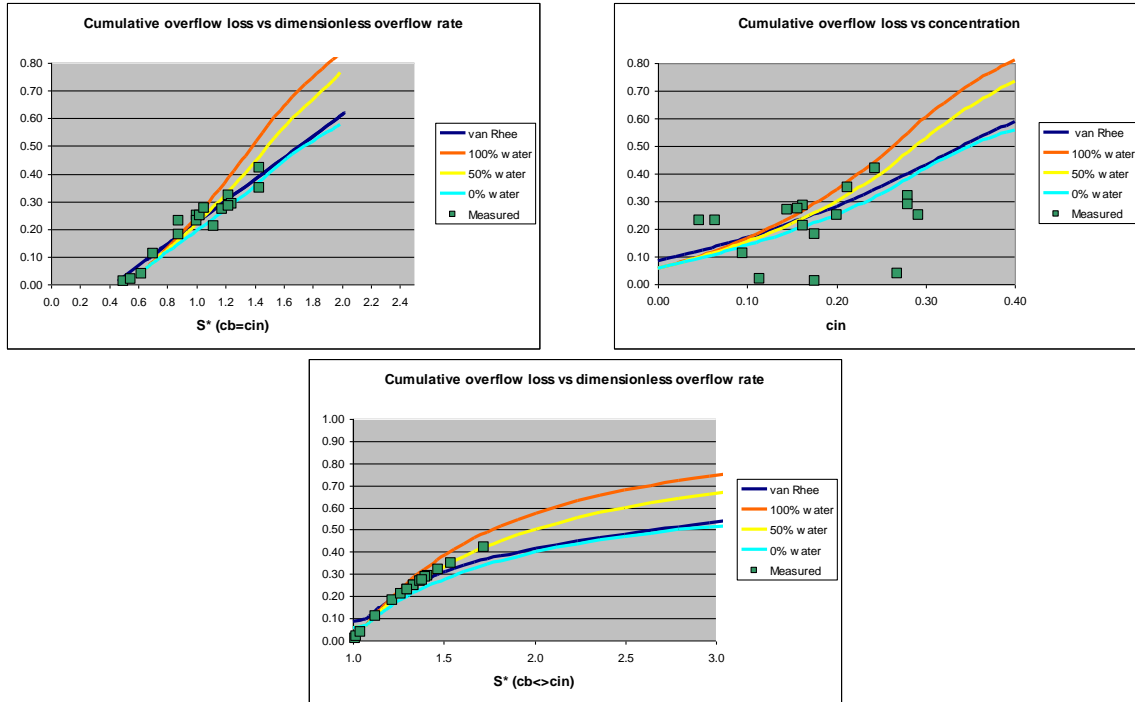 Cumulative overflow loss vs dimensionless overflow rate
0.80
0.70
0.60
0.50
0.40
0.30
0.20
0.10
0.00
0.0 0.2 0.4 0.6 0.8 1.0 1.2 1.4 1.6 1.8 2.0 2.2 2.4
S* (cb=cin)
van Rhee
100% water
50% water
0% water
Measured
Cumulative overflow loss vs concentration
0.80
0.70
0.60
0.50
0.40
0.30
0.20
0.10
0.00
0.00 0.10 0.20 0.30 0.40
cin
van Rhee
100% water
50% water
0% water
Measured
Cumulative overflow loss vs dimensionless overflow rate
1.00
0.90
0.80
0.70
0.60
0.50
0.40
0.30
0.20
0.10
0.00
1.0 1.5 2.0 2.5 3.0
S* (cb<>cin)
van Rhee
100% water
50% water
0% water
Measured